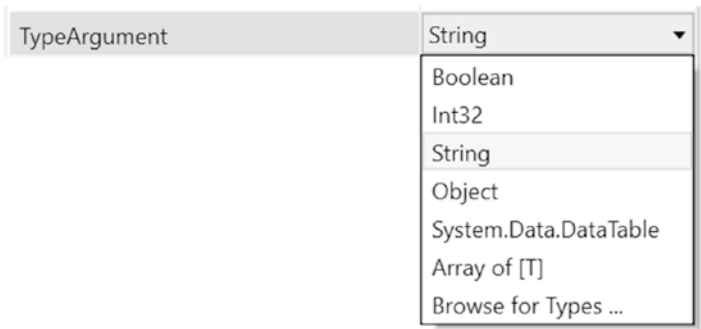 TypeArgument String
Boolean
Int32
String
Object
System.Data.DataTable
Array of [T]
Browse for Types ...